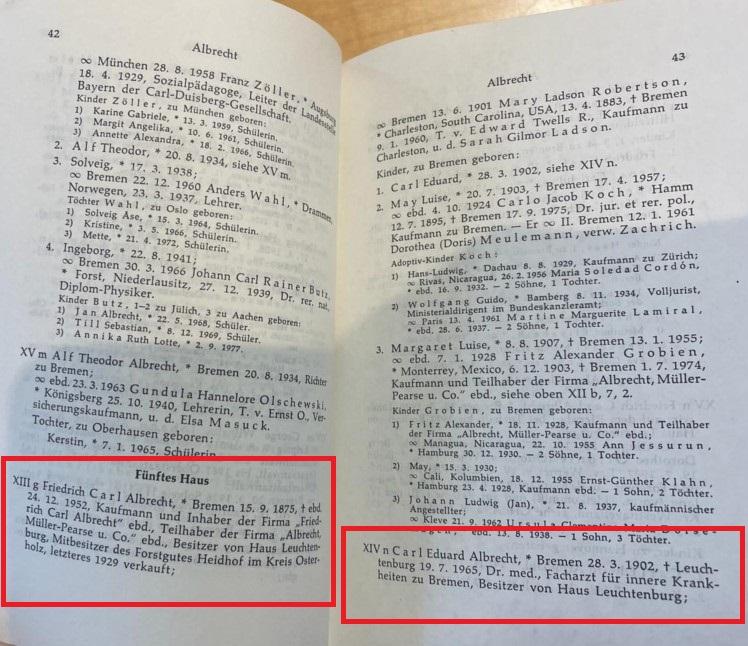 42
Albrecht
∞ München 28. 8. 1958 Franz Zöller, * Augsburg
18. 4. 1929, Sozialpädagoge, Leiter der Landesstelle
Bayern der Carl-Duisberg-Gesellschaft.
Kinder Zöller, zu München geboren:
1) Karine Gabriele, * 13. 3. 1959, Schülerin.
2) Margit Angelika, * 10. 6. 1961, Schülerin.
3) Annette Alexandra, * 18. 2. 1966, Schülerin.
2. Alf Theodor, * 20. 8. 1934, siehe XV m.
3. Solveig, * 17. 3. 1938;
∞ Bremen 22. 12. 1960 Anders Wahl, * Drammen,
Norwegen, 23. 3. 1937, Lehrer.
Töchter Wahl, zu Oslo geboren:
1) Solveig Åse, * 15. 3. 1964, Schülerin.
2) Kristine, * 3. 5. 1966, Schülerin.
3) Mette, * 21. 4. 1972, Schülerin.
4. Ingeborg, * 22. 8. 1941;
∞ Bremen 30. 3. 1966 Johann Carl Rainer Butz,
* Forst, Niederlausitz, 27. 12. 1939, Dr. rer. nat.,
Diplom-Physiker.
Kinder Butz, 1–2 zu Jülich, 3 zu Aachen geboren:
1) Jan Albrecht, * 22. 5. 1968, Schüler.
2) Till Sebastian, * 8. 12. 1969, Schüler.
3) Annika Ruth Lotte, * 2. 9. 1977.
XV m Alf Theodor Albrecht, * Bremen 20. 8. 1934, Richter
zu Bremen;
∞ ebd. 23. 3. 1963 Gundula Hannelore Olschewski,
* Königsberg 25. 10. 1940, Lehrerin, T. v. Ernst O., Ver-
sicherungskaufmann, u. d. Elsa Masuck.
Tochter, zu Oberhausen geboren:
Kerstin, * 7. 1. 1965, Schülerin.
Fünftes Haus
XIII g Friedrich Carl Albrecht, * Bremen 15. 9. 1875, † ebd.
24. 12. 1952, Kaufmann und Inhaber der Firma „Fried-
rich Carl Albrecht“ ebd., Teilhaber der Firma „Albrecht,
Müller-Pearse u. Co.“ ebd., Besitzer von Haus Leuchten-
burg, Mitbesitzer des Forstgutes Heidhof im Kreis Oster-
holz, letzteres 1929 verkauft;
43
Albrecht
∞ Bremen 13. 6. 1901 Mary Ladson Robertson,
* Charleston, South Carolina, USA, 13. 4. 1883, † Bremen
9. 1. 1960, T. v. Edward Twells R., Kaufmann zu
Charleston, u. d. Sarah Gilmor Ladson.
Kinder, zu Bremen geboren:
1. Carl Eduard, * 28. 3. 1902, siehe XIV n.
2. May Luise, * 20. 7. 1903, † Bremen 17. 4. 1957;
∞ ebd. 4. 10. 1924 Carlo Jacob Koch, * Hamm
12. 7. 1895, † Bremen 17. 9. 1975, Dr. jur. et rer. pol.,
Kaufmann zu Bremen. — Er ∞ II. Bremen 12. 1. 1961
Dorothea (Doris) Meulemann, verw. Zachrich.
Adoptiv-Kinder Koch:
1) Hans-Ludwig, * Dachau 8. 8. 1929, Kaufmann zu Zürich;
∞ Rivas, Nicaragua, 26. 2. 1956 Maria Soledad Cordón,
* ebd. 16. 9. 1932. – 2 Söhne, 1 Tochter.
2) Wolfgang Guido, * Bamberg 8. 11. 1934, Volljurist,
Ministerialdirigent im Bundeskanzleramt;
∞ Paris 13. 4. 1961 Martine Marguerite Lamiral,
* ebd. 28. 6. 1937. – 2 Söhne, 1 Tochter.
3. Margaret Luise, * 8. 8. 1907, † Bremen 13. 1. 1955;
∞ ebd. 7. 1. 1928 Fritz Alexander Grobien,
* Monterrey, Mexico, 6. 12. 1903, † Bremen 1. 7. 1974,
Kaufmann und Teilhaber der Firma „Albrecht, Müller-
Pearse u. Co.“ ebd., siehe oben XII b, 7, 2.
Kinder Grobien, zu Bremen geboren:
1) Fritz Alexander, * 18. 11. 1928, Kaufmann und Teilhaber
der Firma „Albrecht, Müller-Pearse u. Co.“ ebd.;
∞ Managua, Nicaragua, 22. 10. 1955 Ann Jessurun,
* Hamburg 30. 12. 1930. – 2 Söhne, 1 Tochter.
2) May, * 15. 3. 1930;
∞ Cali, Kolumbien, 18. 12. 1955 Ernst-Günther Klahn,
* Hamburg 23. 4. 1928, Kaufmann ebd. – 1 Sohn, 2 Töchter.
3) Johann Ludwig (Jan), * 21. 8. 1937, kaufmännischer
Angestellter;
∞ Kleve 21. 9. 1962 Ursula Clementine Maria
ebd. 13. 8. 1938. – 1 Sohn, 3 Töchter.
XIV n Carl Eduard Albrecht, * Bremen 28. 3. 1902, † Leuch-
tenburg 19. 7. 1965, Dr. med., Facharzt für innere Krank-
heiten zu Bremen, Besitzer von Haus Leuchtenburg;